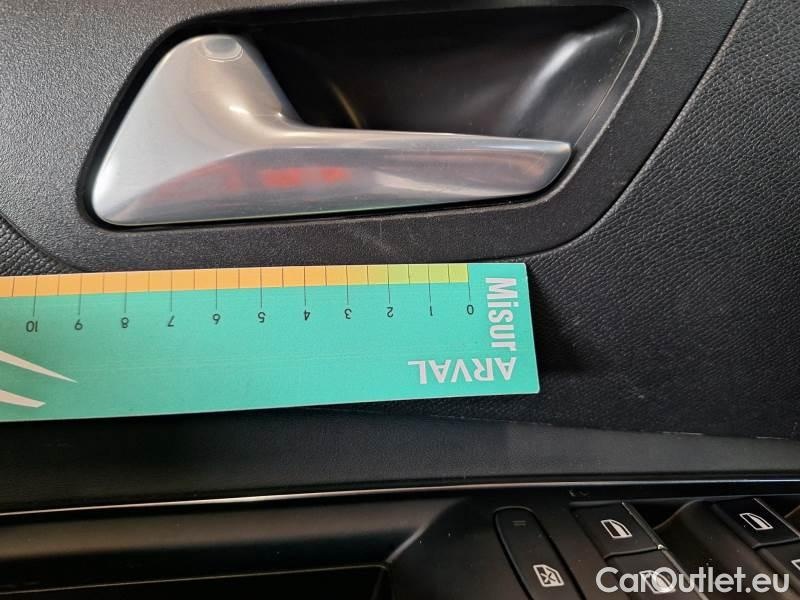 10 9 8 7 6 5 4 3 2 1 0
Misur
ARVAL
CarOutlet.eu